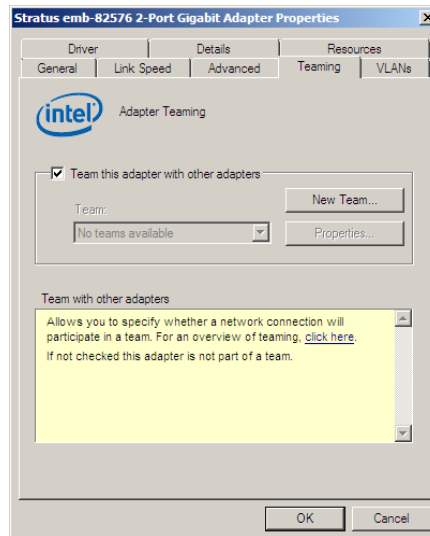 Stratus emb-82576 2-Port Gigabit Adapter Properties
Driver Details Resources
General Link Speed Advanced Teaming VLANs
intel Adapter Teaming
Team this adapter with other adapters
New Team...
Team:
No teams available Properties...
Team with other adapters
Allows you to specify whether a network connection will
participate in a team. For an overview of teaming, click here.
If not checked this adapter is not part of a team.
OK Cancel